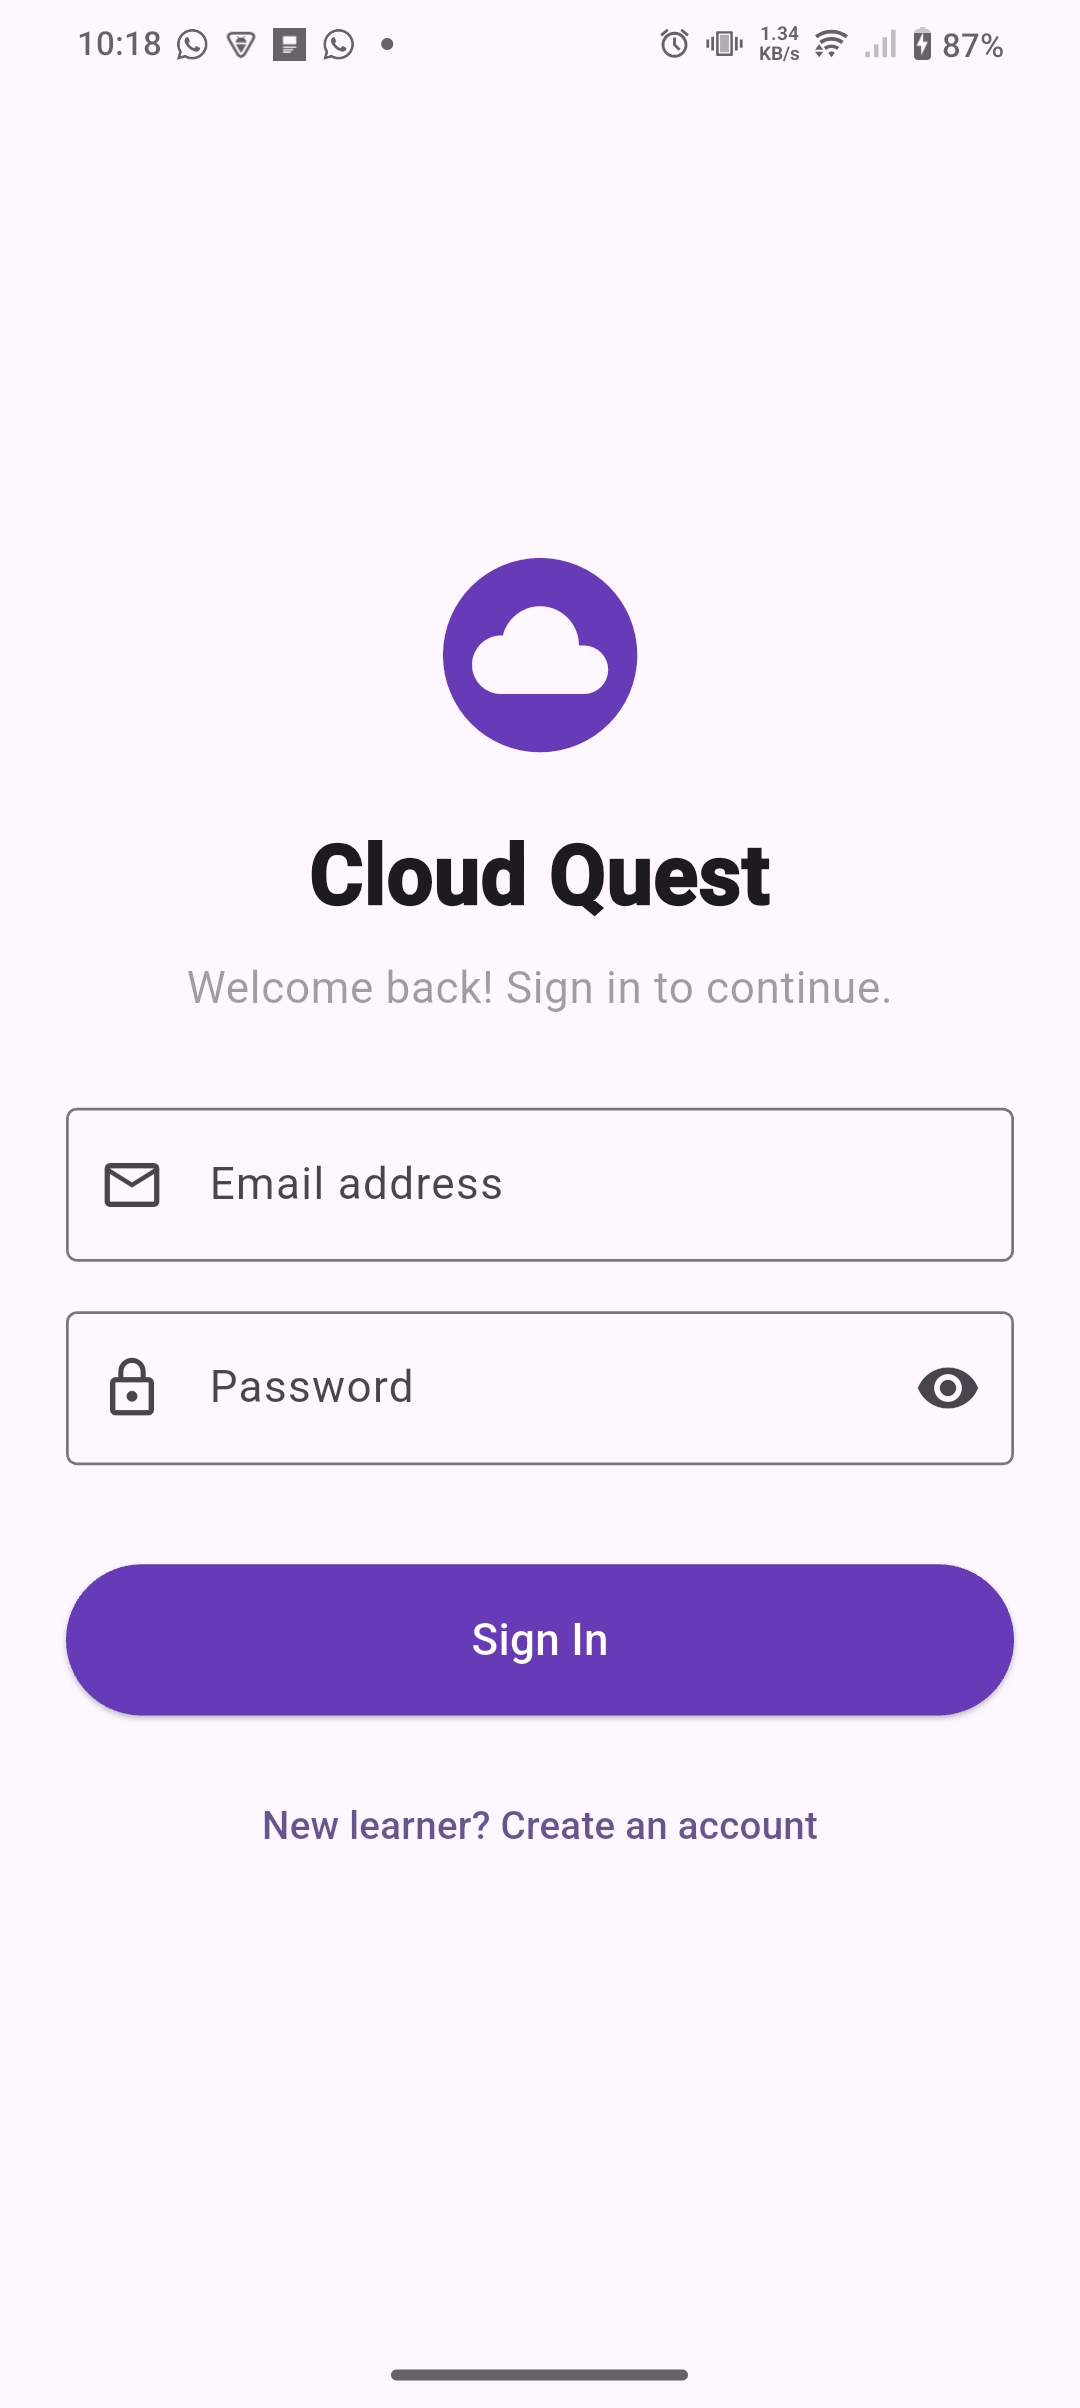 10:18
1.34
KB/s
87%
Cloud Quest
Welcome back! Sign in to continue.
Email address
Password
Sign In
New learner? Create an account